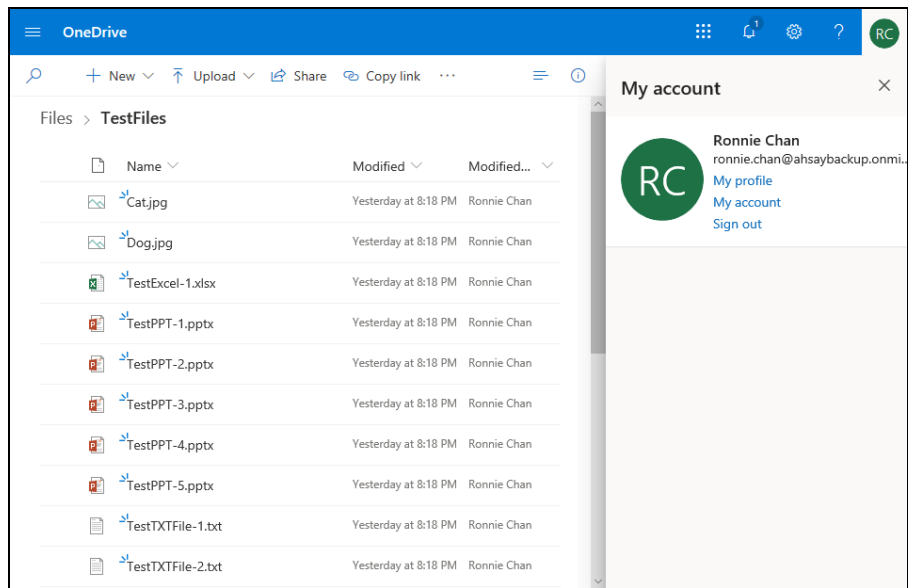 OneDrive
1
?
RC
New
Upload
Share
Copy link
...
My account
Files > TestFiles
Name
Modified
Modified...
Cat.jpg Yesterday at 8:18 PM Ronnie Chan
Dog.jpg Yesterday at 8:18 PM Ronnie Chan
TestExcel-1.xlsx Yesterday at 8:18 PM Ronnie Chan
TestPPT-1.pptx Yesterday at 8:18 PM Ronnie Chan
TestPPT-2.pptx Yesterday at 8:18 PM Ronnie Chan
TestPPT-3.pptx Yesterday at 8:18 PM Ronnie Chan
TestPPT-4.pptx Yesterday at 8:18 PM Ronnie Chan
TestPPT-5.pptx Yesterday at 8:18 PM Ronnie Chan
TestTXTFile-1.txt Yesterday at 8:18 PM Ronnie Chan
TestTXTFile-2.txt Yesterday at 8:18 PM Ronnie Chan
RC
Ronnie Chan
ronnie.chan@ahsaybackup.onmi...
My profile
My account
Sign out